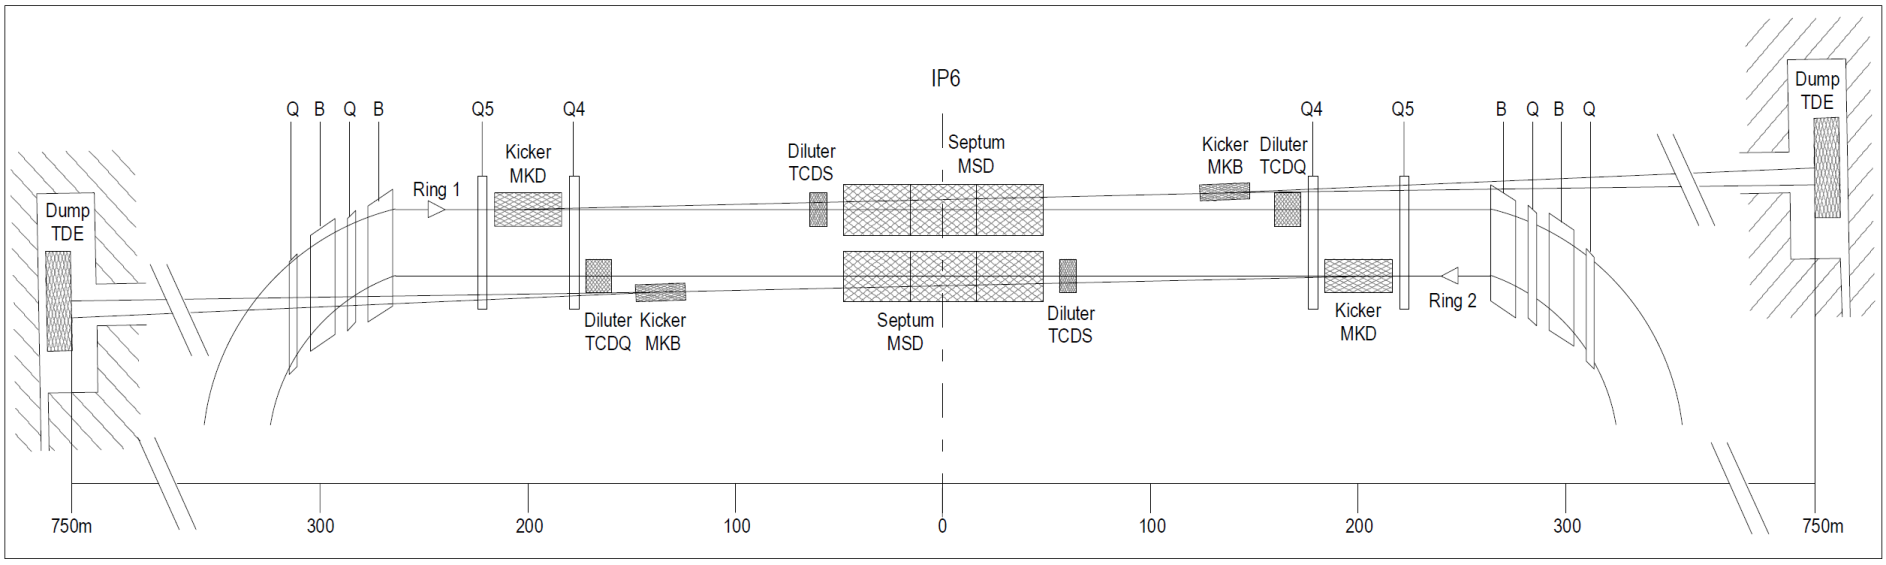 IP6
Dump
TDE
Q B Q B Q5 Q4 Q4 Q5 B Q B Q
Septum
MSD
Kicker
MKD
Diluter
TCDS
Kicker
MKB
Diluter
TCDQ
Ring 1
Dump
TDE
Ring 2
Diluter
TCDQ
Kicker
MKB
Septum
MSD
Diluter
TCDS
Kicker
MKD
750m 300 200 100 0 100 200 300 750m